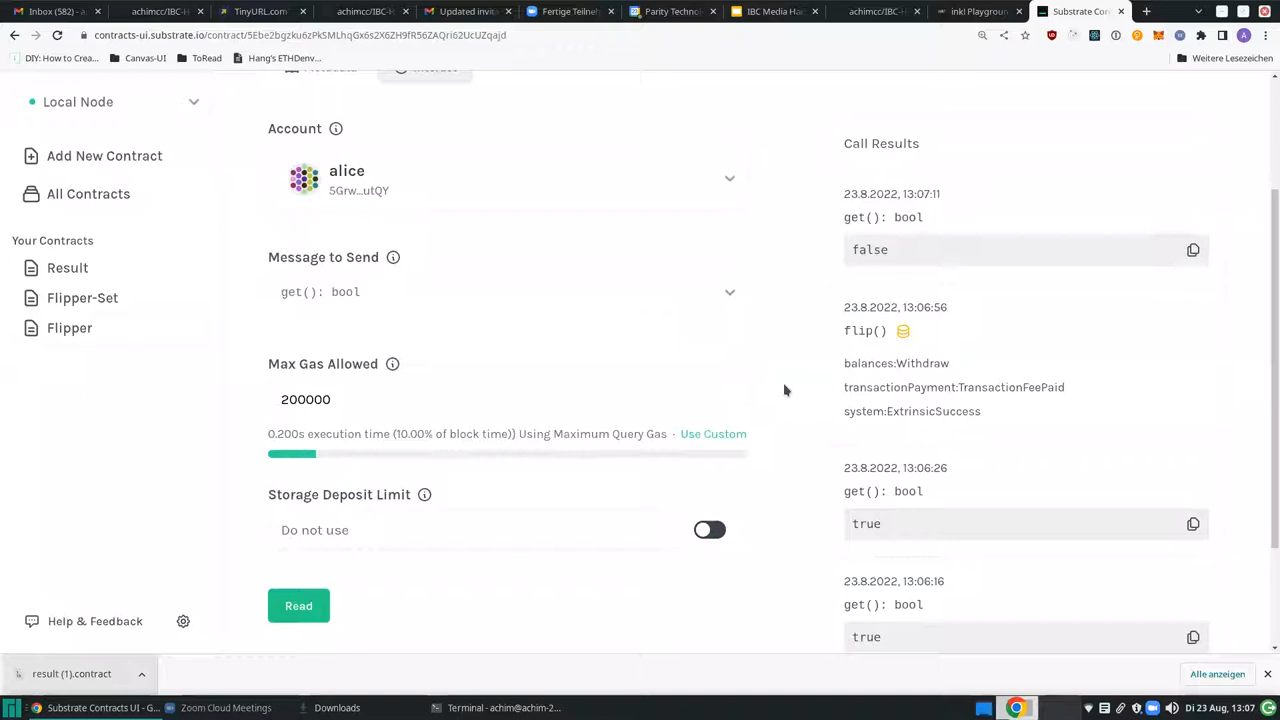 Inbox (516) - a
achimcc/IBC-H
TinyURL.com
achimcc/IBC-H
Updated invita
Fertige Teilneh
Parity Technol
IBC Media Har
achimcc/IBC-H
ink! Playgroun
Substrate Con
contracts-ui.substrate.io/contract/5Ebe2bgzku6zPkSMLhqGx6s2X6ZH9fR56ZAQri62UcUZqajd
DIY: How to Crea...
Canvas-UI
ToRead
Hang's ETHDenv...
Weitere Lesezeichen
Local Node
Add New Contract
All Contracts
Your Contracts
Result
Flipper-Set
Flipper
Help & Feedback
Account
alice
5Grw...utQY
Message to Send
get(): bool
Max Gas Allowed
200000
0.200s execution time (10.00% of block time)) Using Maximum Query Gas · Use Custom
Storage Deposit Limit
Do not use
Read
Call Results
23.8.2022, 13:07:11
get(): bool
false
23.8.2022, 13:06:56
flip()
balances:Withdraw
transactionPayment:TransactionFeePaid
system:ExtrinsicSuccess
23.8.2022, 13:06:26
get(): bool
true
23.8.2022, 13:06:16
get(): bool
true
result (1).contract
Alle anzeigen
Substrate Contracts UI - G...
Zoom Cloud Meetings
Downloads
Terminal - achim@achim-2...
Di 23 Aug, 13:07